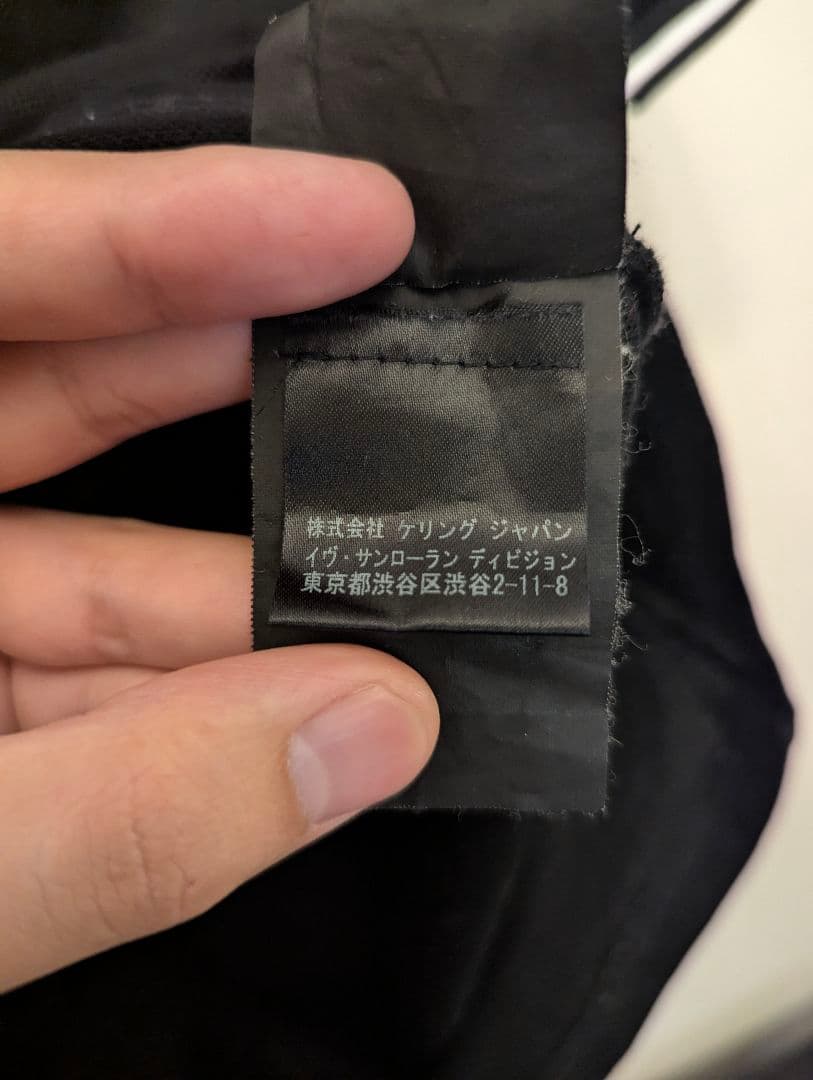 株式会社 ケリング ジャパン
イヴ・サンローラン ディビジョン
東京都渋谷区渋谷2-11-8